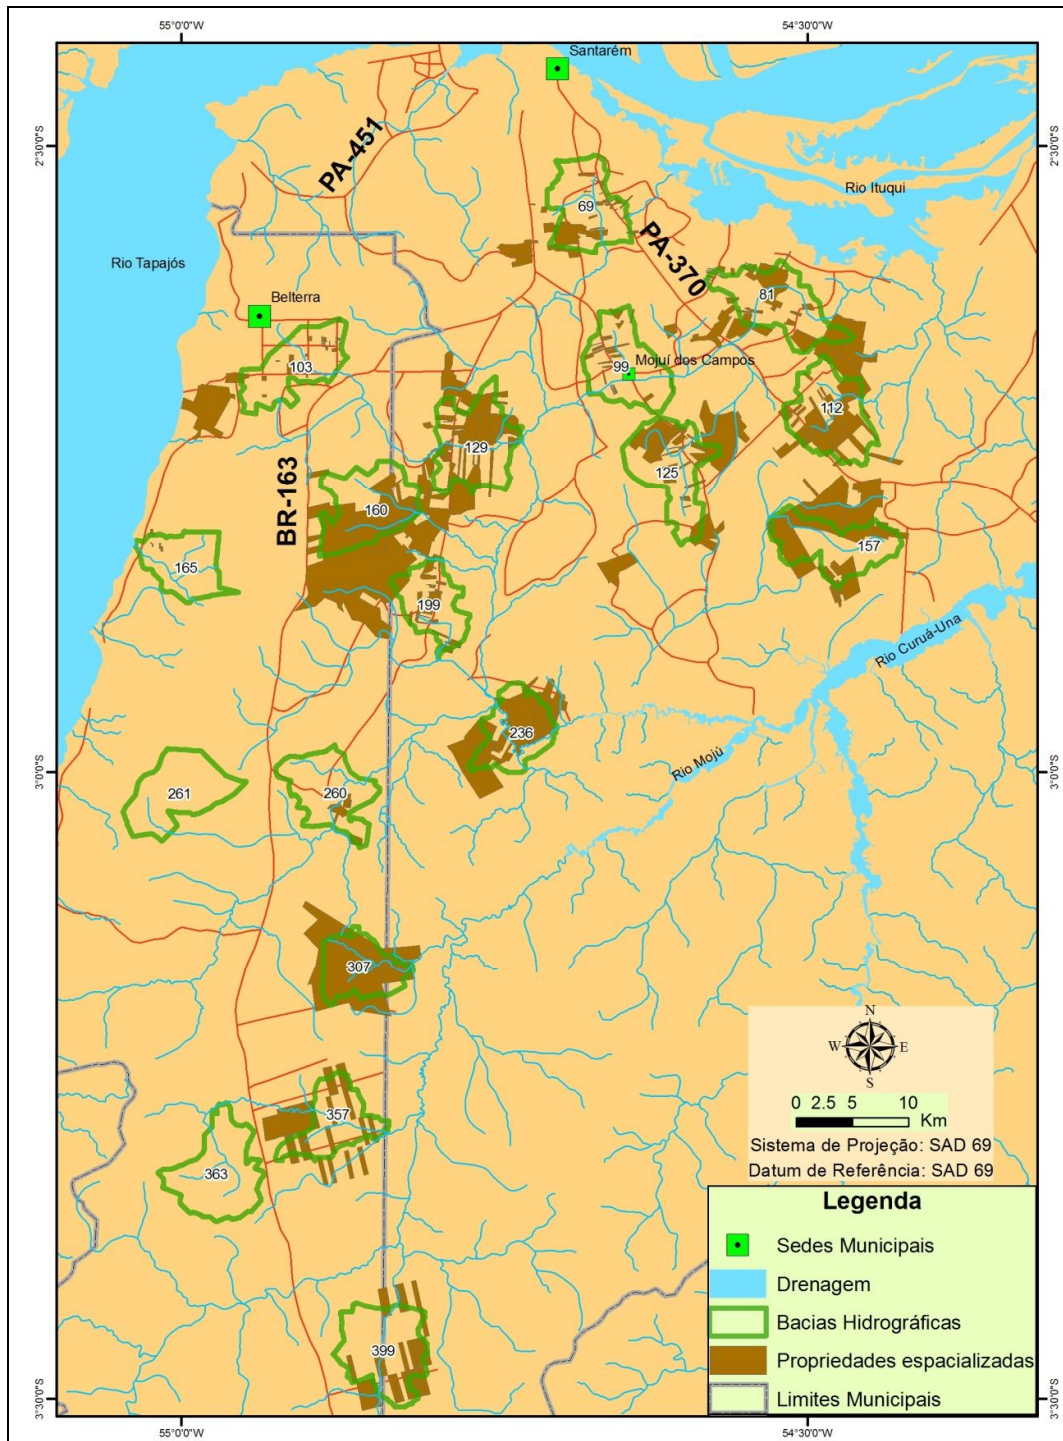 55°0'0"W
54°30'0"W
Santarém
2°30'0"S
2°30'0"S
PA-451
Rio Ituqui
69
PA-370
Rio Tapajós
81
Belterra
103
99
Mojuí dos Campos
112
129
125
BR-163
160
157
165
199
Rio Curuá-Una
236
Rio Mojú
3°0'0"S
3°0'0"S
261
260
307
N
W
E
S
0 2.5 5 10
Km
Sistema de Projeção: SAD 69
Datum de Referência: SAD 69
357
363
399
Legenda
Sedes Municipais
Drenagem
Bacias Hidrográficas
Propriedades espacializadas
Limites Municipais
3°30'0"S
3°30'0"S
55°0'0"W
54°30'0"W